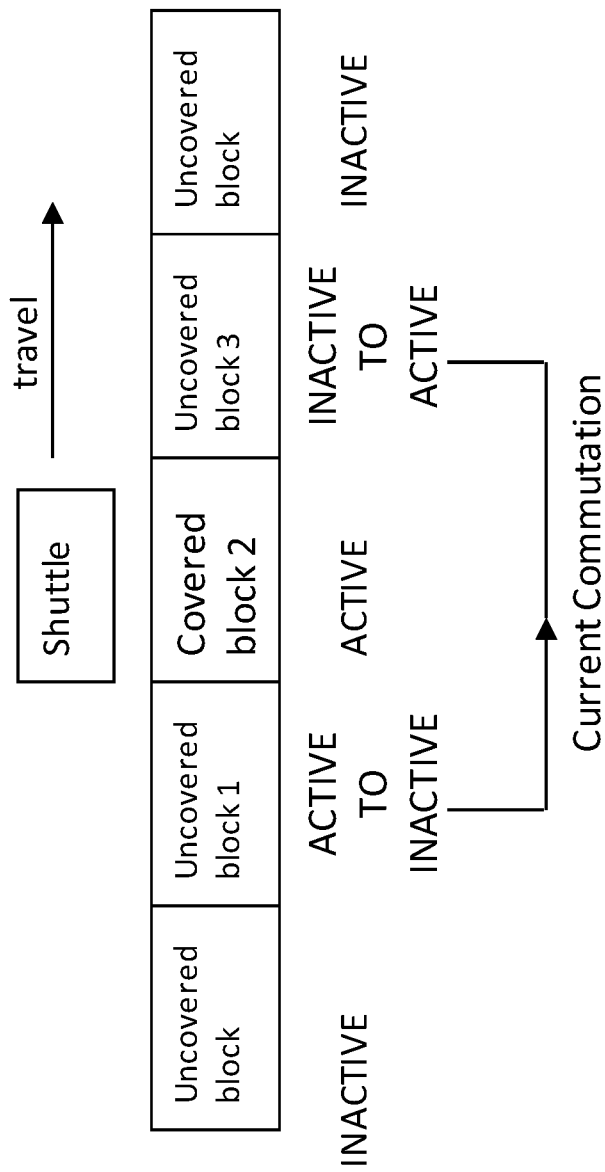 Shuttle
travel
Uncovered
block
Uncovered
block 1
Covered
block 2
Uncovered
block 3
Uncovered
block
INACTIVE
ACTIVE
TO
INACTIVE
ACTIVE
INACTIVE
TO
ACTIVE
INACTIVE
Current Commutation